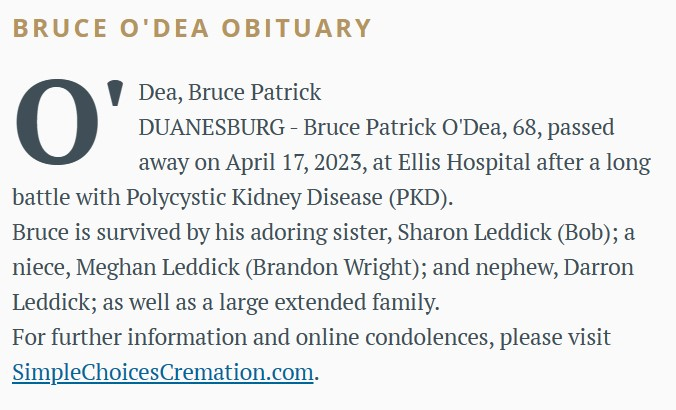 BRUCE O'DEA OBITUARY
O'Dea, Bruce Patrick
DUANESBURG - Bruce Patrick O'Dea, 68, passed
away on April 17, 2023, at Ellis Hospital after a long
battle with Polycystic Kidney Disease (PKD).
Bruce is survived by his adoring sister, Sharon Leddick (Bob); a
niece, Meghan Leddick (Brandon Wright); and nephew, Darron
Leddick; as well as a large extended family.
For further information and online condolences, please visit
SimpleChoicesCremation.com.